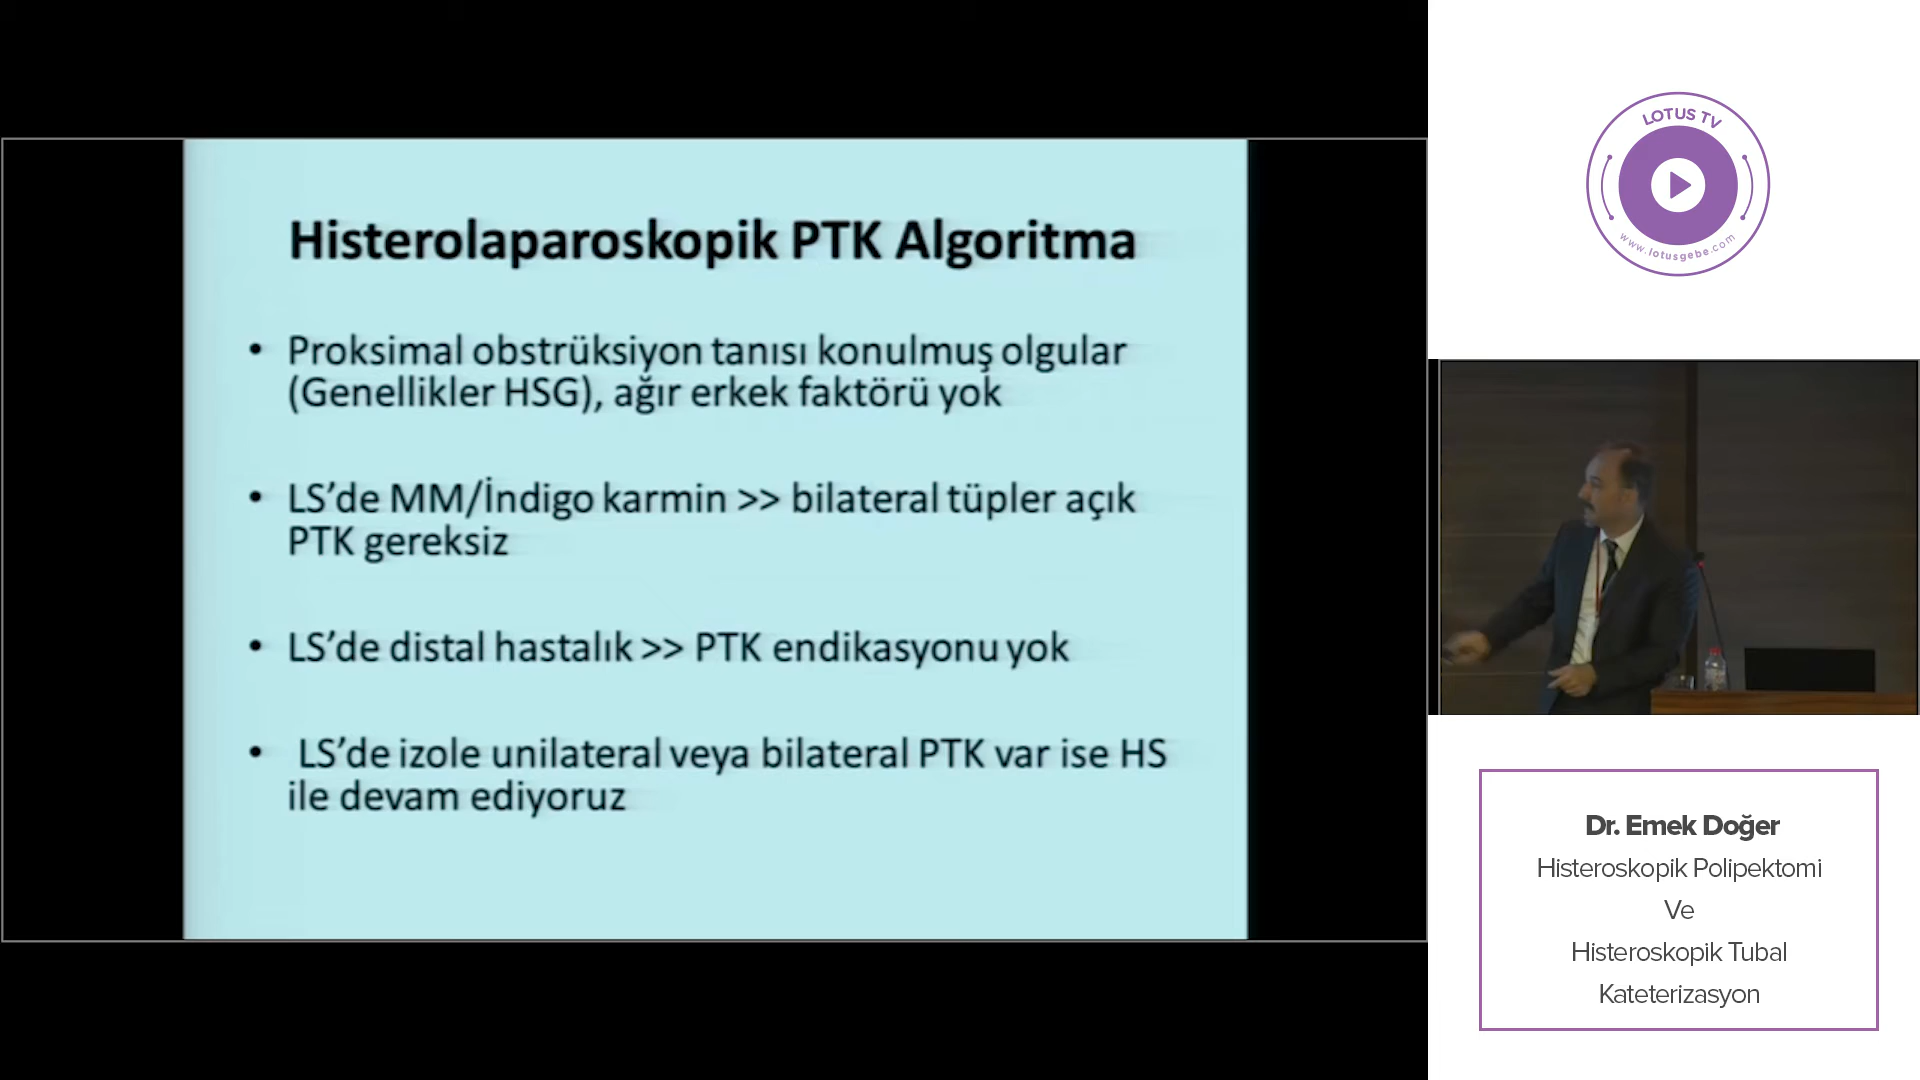 Histerolaparoskopik PTK Algoritma
• Proksimal obstrüksiyon tanısı konulmuş olgular
(Genellikler HSG), ağır erkek faktörü yok
• LS’de MM/İndigo karmin >> bilateral tüpler açık
PTK gereksiz
• LS’de distal hastalık >> PTK endikasyonu yok
• LS’de izole unilateral veya bilateral PTK var ise HS
ile devam ediyoruz
LOTUS TV
www.lotusgebe.com
Dr. Emek Doğer
Histeroskopik Polipektomi
Ve
Histeroskopik Tubal
Kateterizasyon